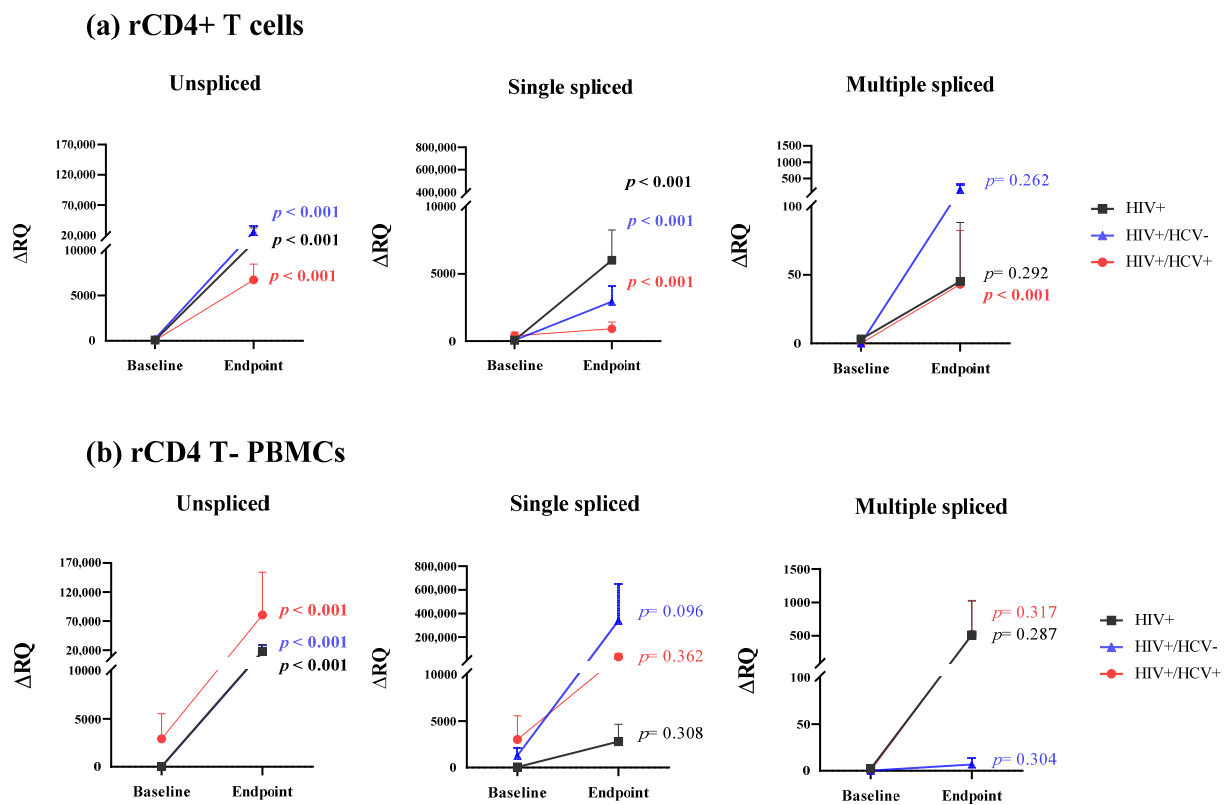 (a) rCD4+ T cells
Unspliced
Single spliced
Multiple spliced
ΔRQ
170,000
120,000
70,000
20,000
10000
5000
0
p < 0.001
p < 0.001
p < 0.001
Baseline
Endpoint
ΔRQ
800,000
600,000
400,000
10000
5000
0
p < 0.001
p < 0.001
p < 0.001
Baseline
Endpoint
ΔRQ
1500
1000
500
100
50
0
p= 0.262
p= 0.292
p < 0.001
Baseline
Endpoint
HIV+
HIV+/HCV-
HIV+/HCV+
(b) rCD4 T- PBMCs
Unspliced
Single spliced
Multiple spliced
ΔRQ
170,000
120,000
70,000
20,000
10000
5000
0
p < 0.001
p < 0.001
p < 0.001
Baseline
Endpoint
ΔRQ
800,000
600,000
400,000
200,000
10000
5000
0
p= 0.096
p= 0.362
p= 0.308
Baseline
Endpoint
ΔRQ
1500
1000
500
100
50
0
p= 0.317
p= 0.287
p= 0.304
Baseline
Endpoint
HIV+
HIV+/HCV-
HIV+/HCV+